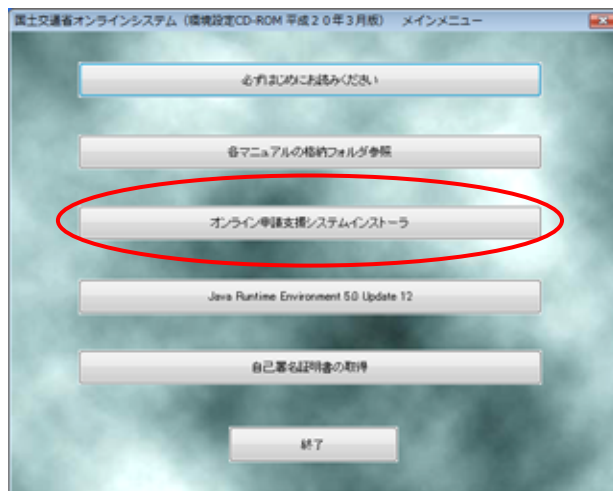 国土交通省オンラインシステム（環境設定CD-ROM 平成２０年３月版）　メインメニュー
必ずはじめにお読みください
各マニュアルの格納フォルダ参照
オンライン申請支援システムインストーラ
Java Runtime Environment 5.0 Update 12
自己署名証明書の取得
終了